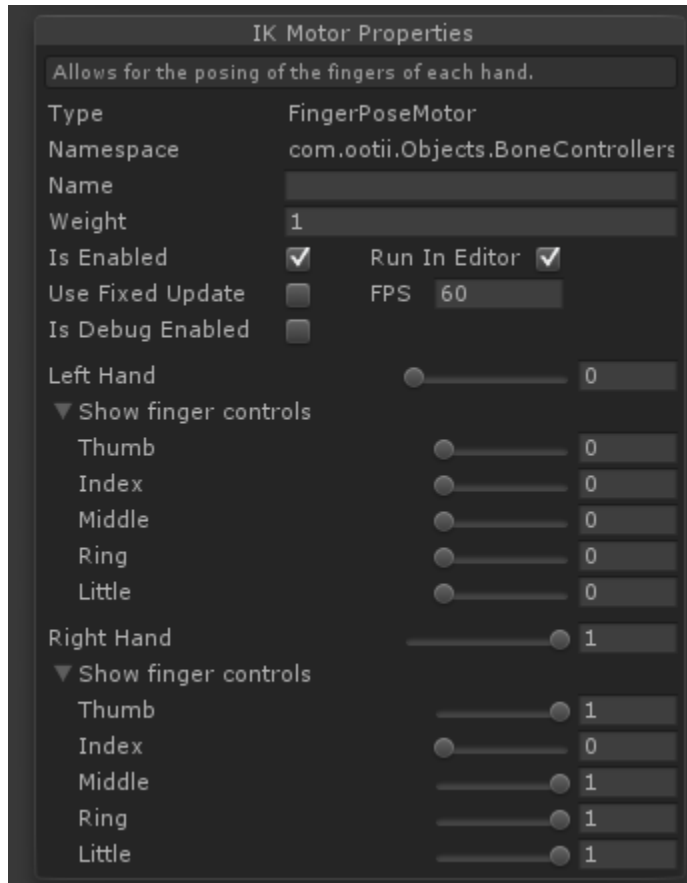 IK Motor Properties
Allows for the posing of the fingers of each hand.
Type FingerPoseMotor
Namespace com.ootii.Objects.BoneControllers
Name
Weight 1
Is Enabled Run In Editor
Use Fixed Update FPS 60
Is Debug Enabled
Left Hand 0
Show finger controls
Thumb 0
Index 0
Middle 0
Ring 0
Little 0
Right Hand 1
Show finger controls
Thumb 1
Index 0
Middle 1
Ring 1
Little 1